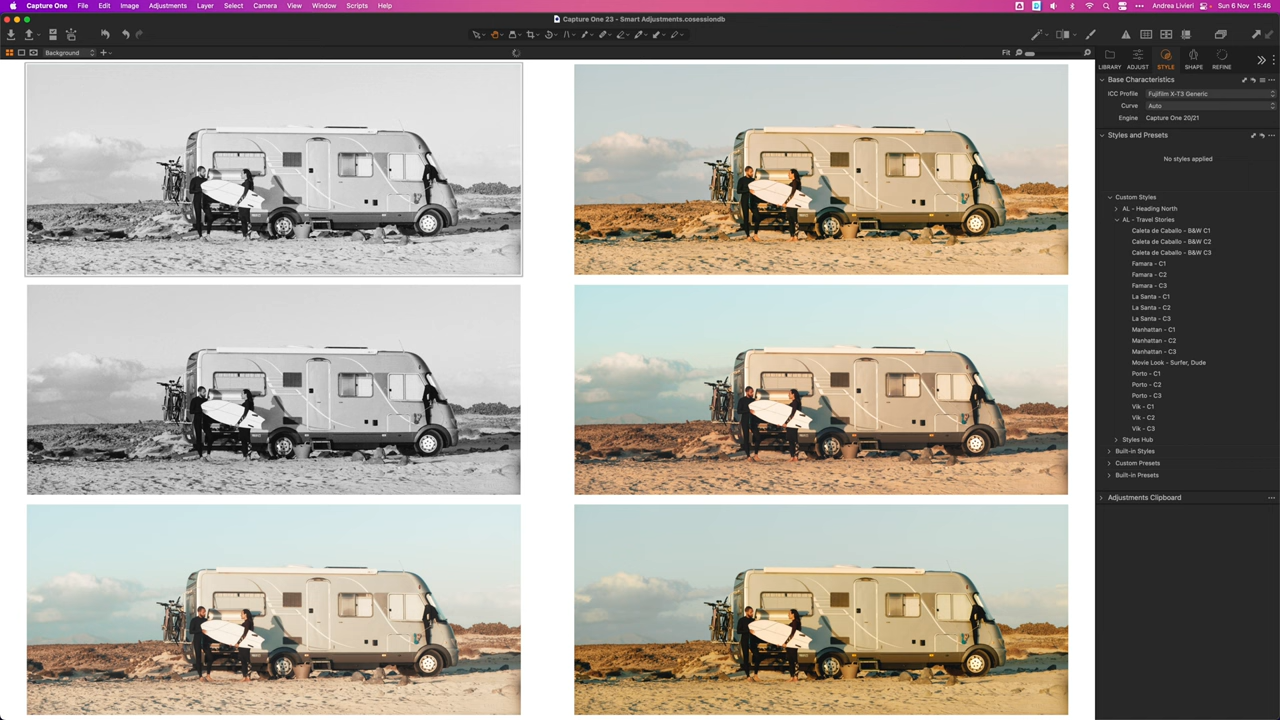 Capture One File Edit Image Adjustments Layer Select Camera View Window Scripts Help Andrea Livieri Sun 6 Nov 15:46
Capture One 23 - Smart Adjustments.cosessiondb
Background Fit
LIBRARY ADJUST STYLE SHAPE REFINE
Base Characteristics
ICC Profile Fujifilm X-T3 Generic
Curve Auto
Engine Capture One 20/21
Styles and Presets
No styles applied
Custom Styles
AL - Heading North
AL - Travel Stories
Caleta de Caballo - B&W C1
Caleta de Caballo - B&W C2
Caleta de Caballo - B&W C3
Famara - C1
Famara - C2
Famara - C3
La Santa - C1
La Santa - C2
La Santa - C3
Manhattan - C1
Manhattan - C2
Manhattan - C3
Movie Look - Surfer, Dude
Porto - C1
Porto - C2
Porto - C3
Vik - C1
Vik - C2
Vik - C3
Styles Hub
Built-in Styles
Custom Presets
Built-in Presets
Adjustments Clipboard